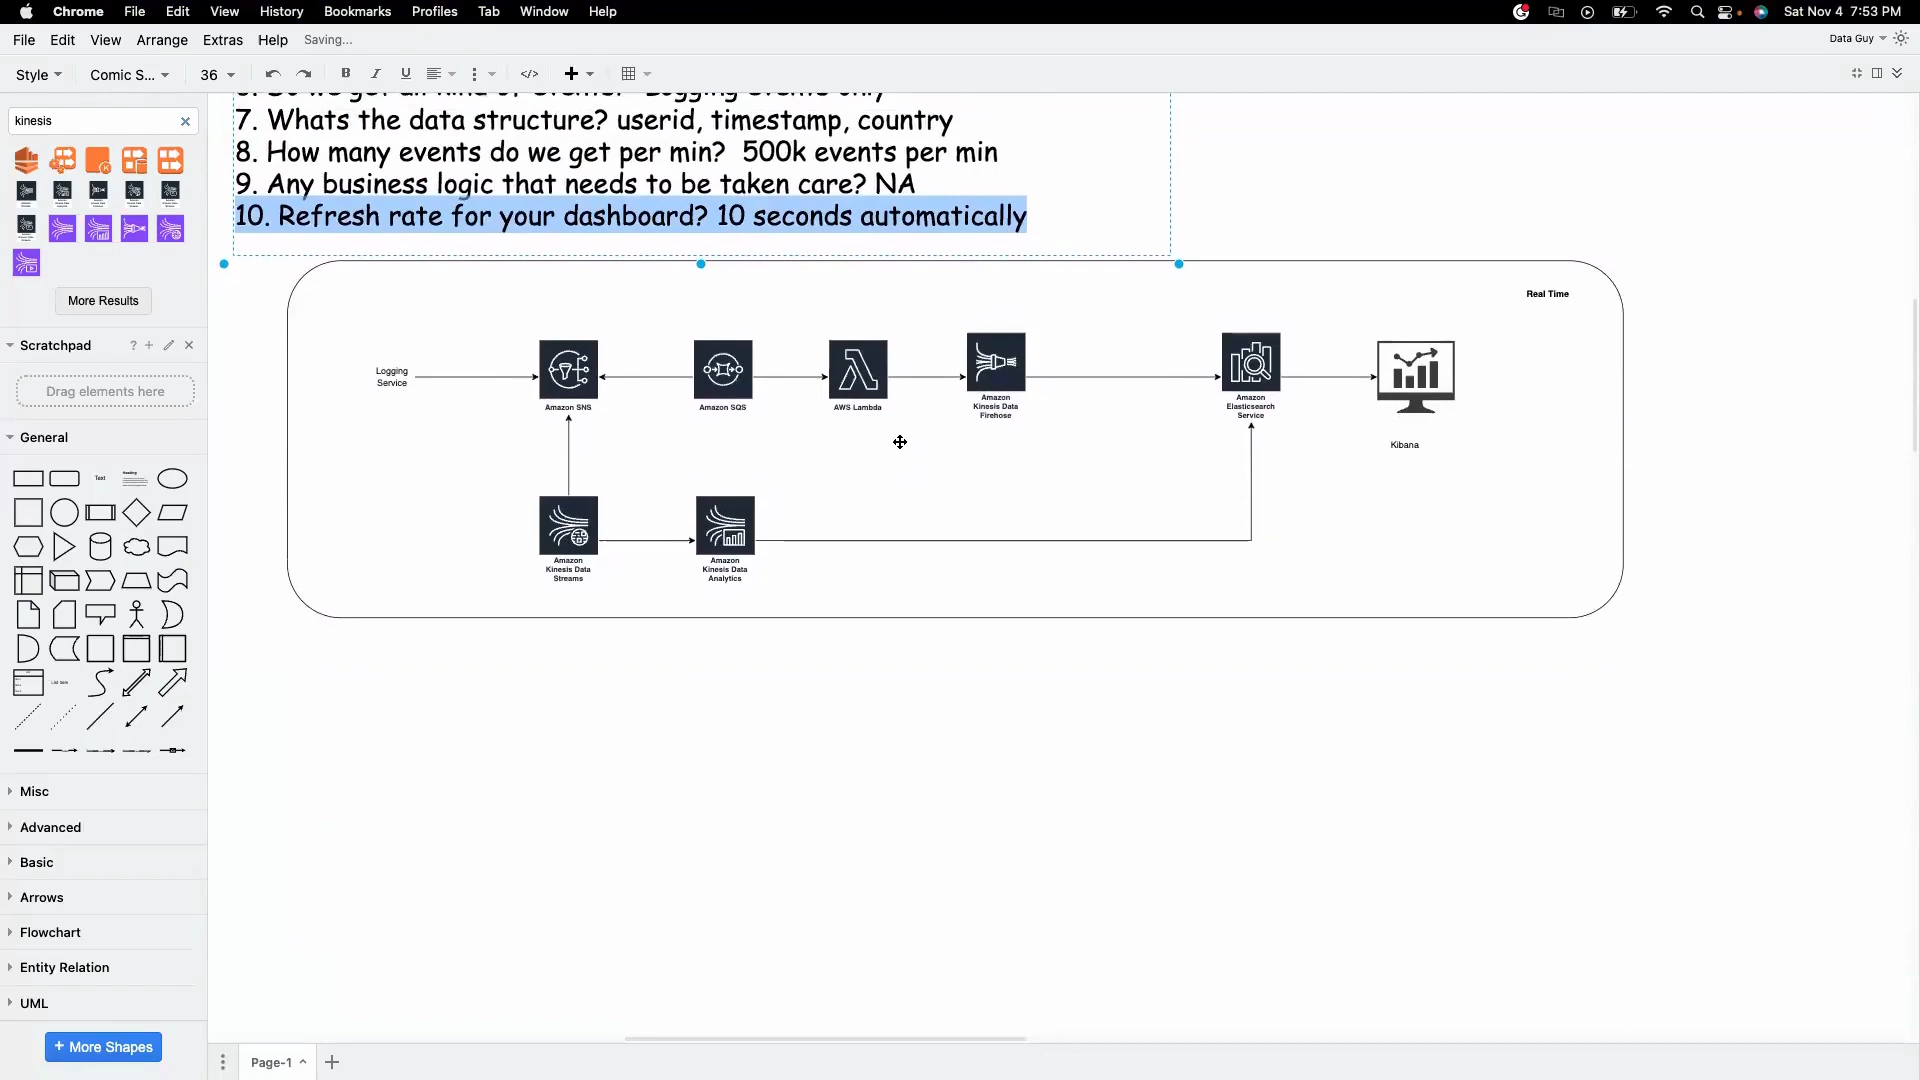 Chrome File Edit View History Bookmarks Profiles Tab Window Help Sat Nov 4 7:53 PM
File Edit View Arrange Extras Help Saving... Data Guy
Style Comic S... 36
kinesis
More Results
Scratchpad
Drag elements here
General
Text
Heading
List Item
Misc
Advanced
Basic
Arrows
Flowchart
Entity Relation
UML
+ More Shapes
7. Whats the data structure? userid, timestamp, country
8. How many events do we get per min? 500k events per min
9. Any business logic that needs to be taken care? NA
10. Refresh rate for your dashboard? 10 seconds automatically
Real Time
Logging
Service
Amazon SNS
Amazon SQS
AWS Lambda
Amazon
Kinesis Data
Firehose
Amazon
Elasticsearch
Service
Kibana
Amazon
Kinesis Data
Streams
Amazon
Kinesis Data
Analytics
Page-1